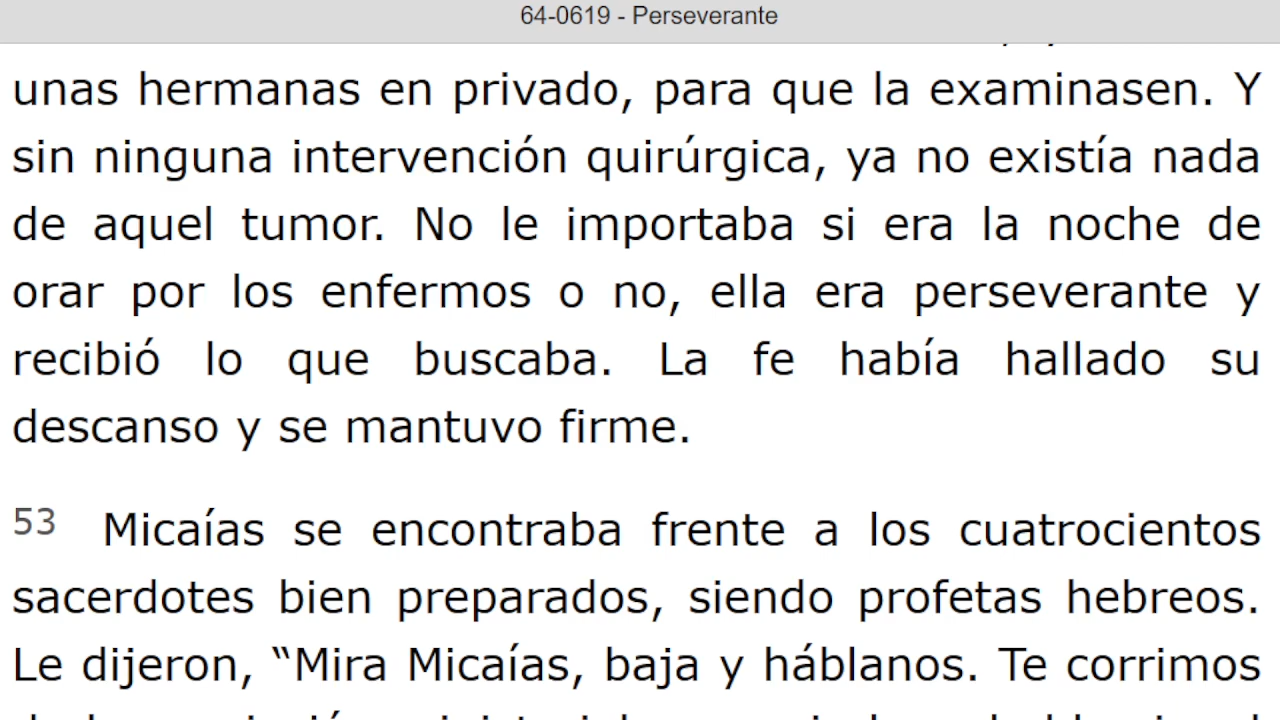 64-0619 - Perseverante
unas hermanas en privado, para que la examinasen. Y
sin ninguna intervención quirúrgica, ya no existía nada
de aquel tumor. No le importaba si era la noche de
orar por los enfermos o no, ella era perseverante y
recibió lo que buscaba. La fe había hallado su
descanso y se mantuvo firme.
53 Micaías se encontraba frente a los cuatrocientos
sacerdotes bien preparados, siendo profetas hebreos.
Le dijeron, “Mira Micaías, baja y háblanos. Te corrimos